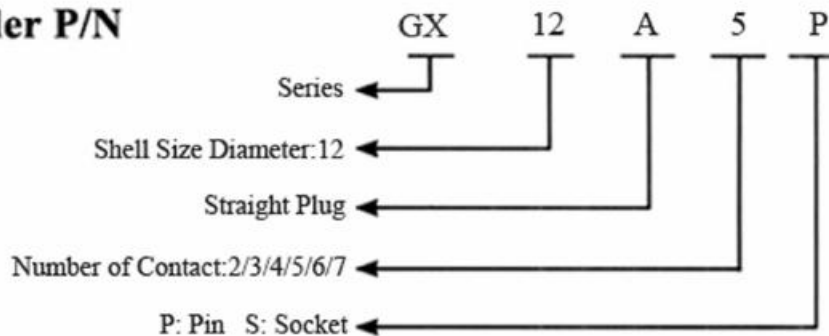 P/N
GX 12 A 5 P
Series
Shell Size Diameter:12
Straight Plug
Number of Contact:2/3/4/5/6/7
P: Pin S: Socket